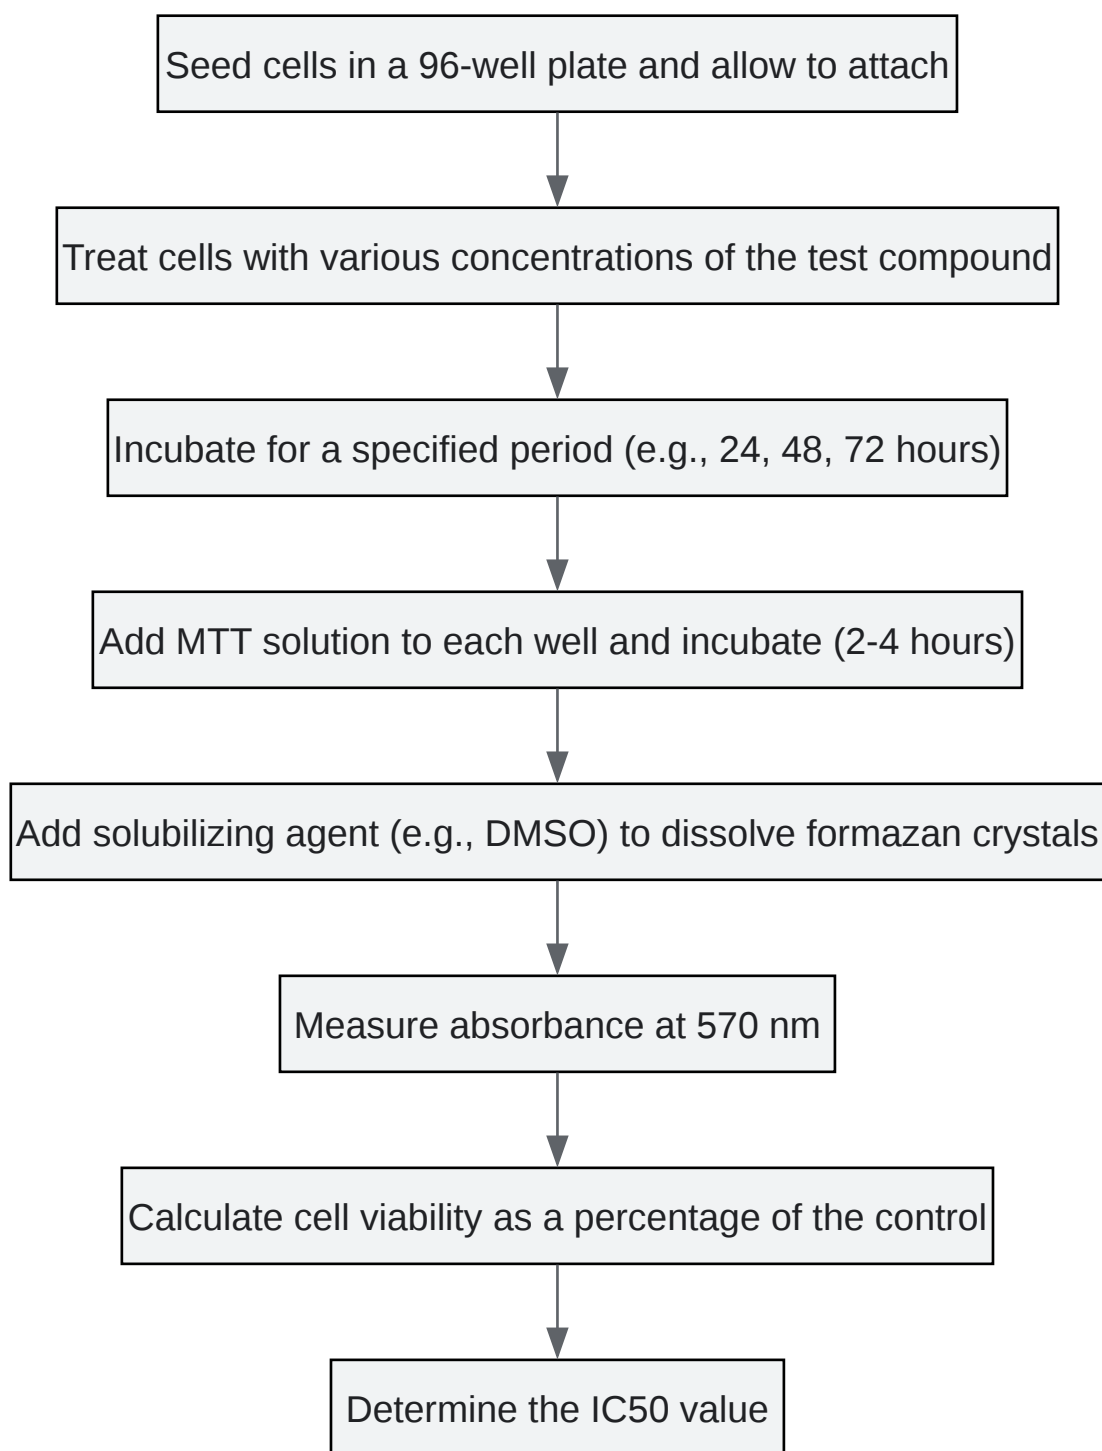 Seed cells in a 96-well plate and allow to attach
Treat cells with various concentrations of the test compound
Incubate for a specified period (e.g., 24, 48, 72 hours)
Add MTT solution to each well and incubate (2-4 hours)
Add solubilizing agent (e.g., DMSO) to dissolve formazan crystals
Measure absorbance at 570 nm
Calculate cell viability as a percentage of the control
Determine the IC50 value